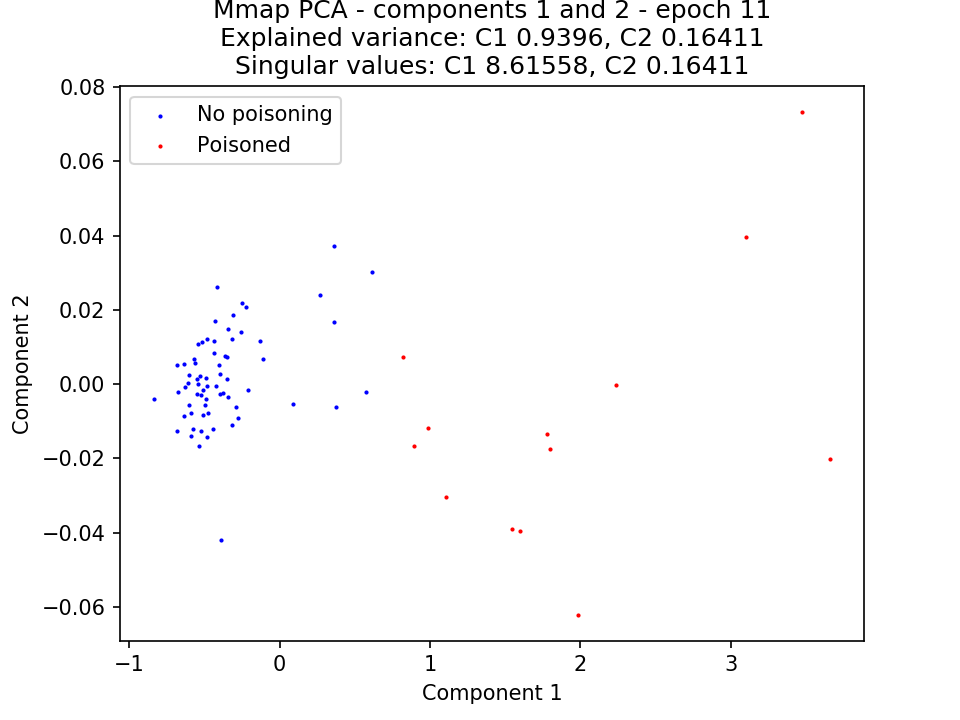 Mmap PCA - components 1 and 2 - epoch 11
Explained variance: C1 0.9396, C2 0.16411
Singular values: C1 8.61558, C2 0.16411
No poisoning
Poisoned
0.08
0.06
0.04
0.02
0.00
−0.02
−0.04
−0.06
Component 2
−1
0
1
2
3
Component 1